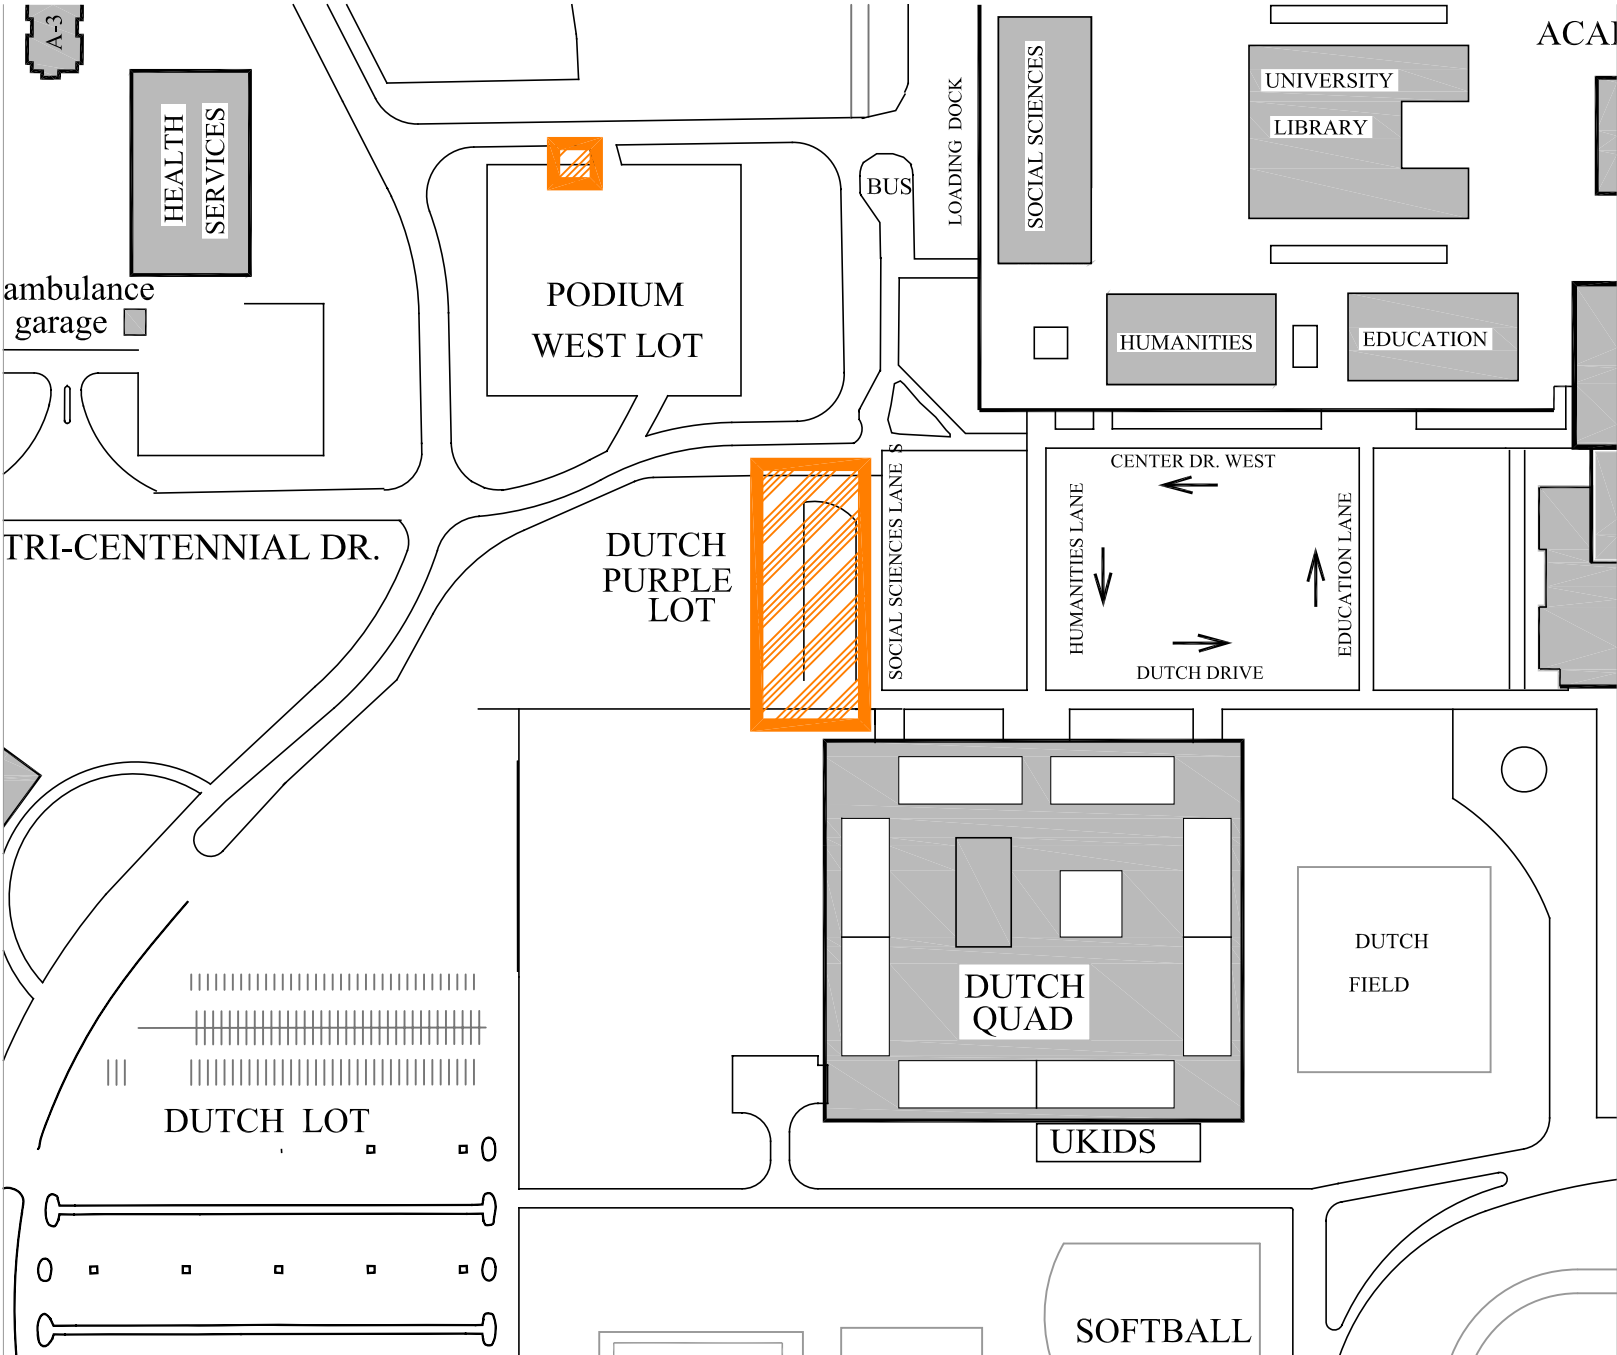 A-3
HEALTH
SERVICES
ambulance
garage
PODIUM
WEST LOT
BUS
LOADING DOCK
SOCIAL SCIENCES
UNIVERSITY
LIBRARY
HUMANITIES
EDUCATION
TRI-CENTENNIAL DR.
DUTCH
PURPLE
LOT
SOCIAL SCIENCES LANE S
CENTER DR. WEST
HUMANITIES LANE
EDUCATION LANE
DUTCH DRIVE
DUTCH
QUAD
DUTCH
FIELD
DUTCH LOT
UKIDS
SOFTBALL